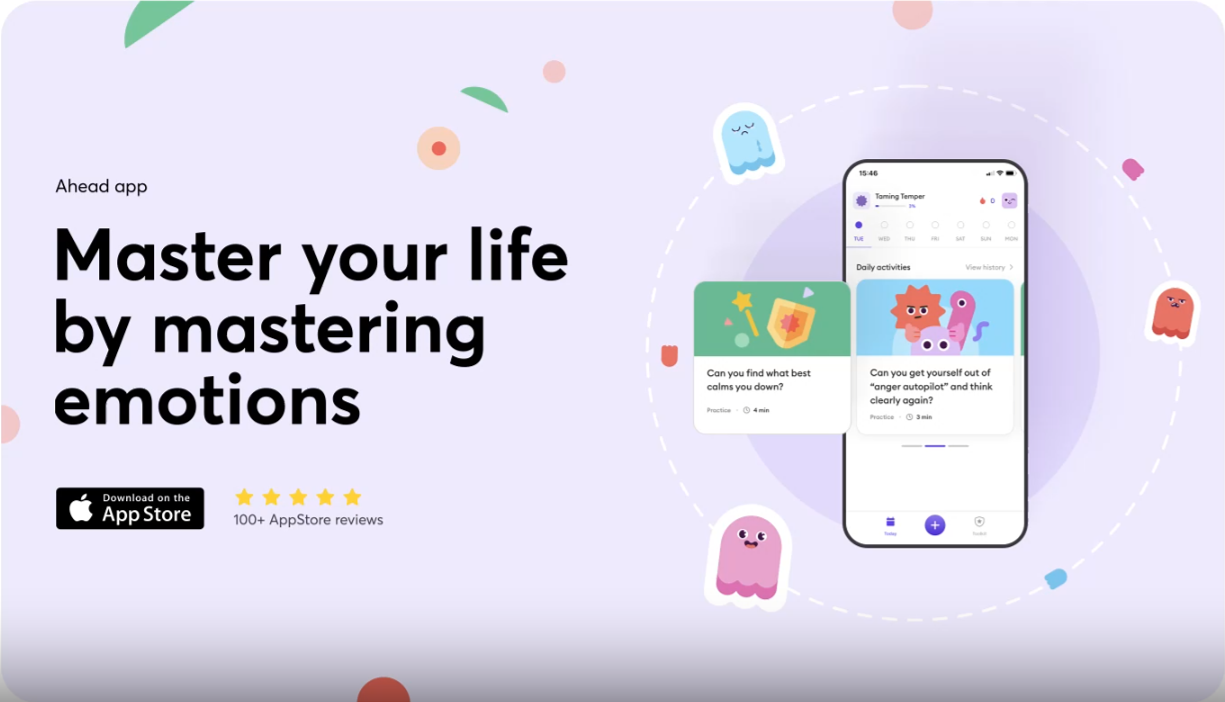 Ahead app
Master your life
by mastering
emotions
Download on the
App Store
100+ AppStore reviews
15:46
Taming Temper
3%
0
TUE WED THU FRI SAT SUN MON
Daily activities
View history
Can you find what best
calms you down?
Practice · 4 min
Can you get yourself out of
“anger autopilot” and think
clearly again?
Practice · 3 min
Today
Toolkit